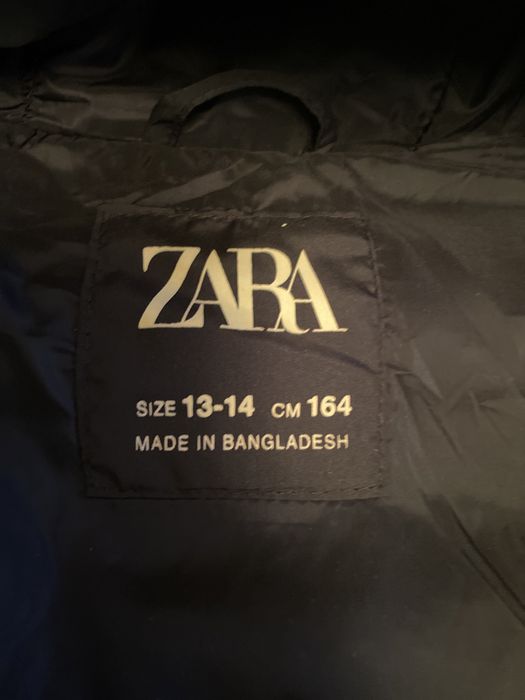 ZARA
SIZE 13-14 CM 164
MADE IN BANGLADESH